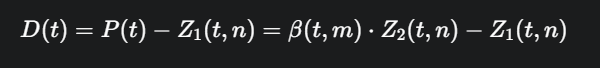 D(t) = P(t) − Z₁(t, n) = β(t, m) · Z₂(t, n) − Z₁(t, n)